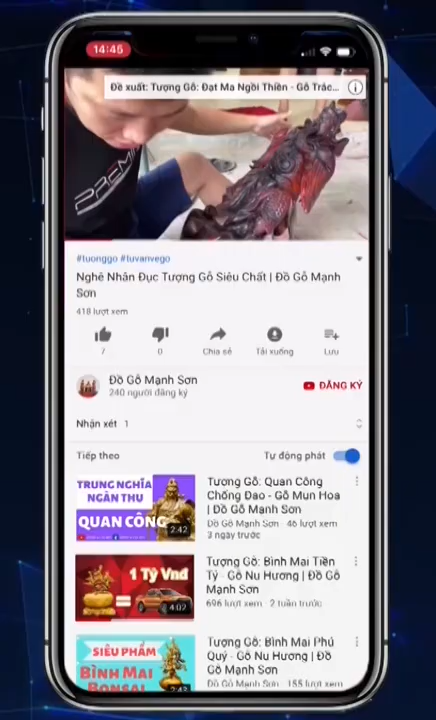 14:45
Đề xuất: Tượng Gỗ: Đạt Ma Ngồi Thiền - Gỗ Trắc...
PREMIE
#tuonggo #tuvanvego
Nghệ Nhân Đục Tượng Gỗ Siêu Chất | Đồ Gỗ Mạnh
Sơn
418 lượt xem
7
0
Chia sẻ
Tải xuống
Lưu
Đồ Gỗ Mạnh Sơn
240 người đăng ký
ĐĂNG KÝ
Nhận xét 1
Tiếp theo
Tự động phát
TRUNG NGHĨA
NGÀN THU
QUAN CÔNG
2:42
Tượng Gỗ: Quan Công
Chống Đao - Gỗ Mun Hoa
| Đồ Gỗ Mạnh Sơn
Đồ Gỗ Mạnh Sơn 46 lượt xem
3 ngày trước
1 Tỷ Vnđ
4:02
Tượng Gỗ: Bình Mai Tiền
Tỷ - Gỗ Nu Hương | Đồ Gỗ
Mạnh Sơn
696 lượt xem 2 tuần trước
SIÊU PHẨM
BÌNH MAI
BONSAI
2:42
Tượng Gỗ: Bình Mai Phú
Quý - Gỗ Nu Hương | Đồ
Gỗ Mạnh Sơn
Đồ Gỗ Mạnh Sơn 155 lượt xem